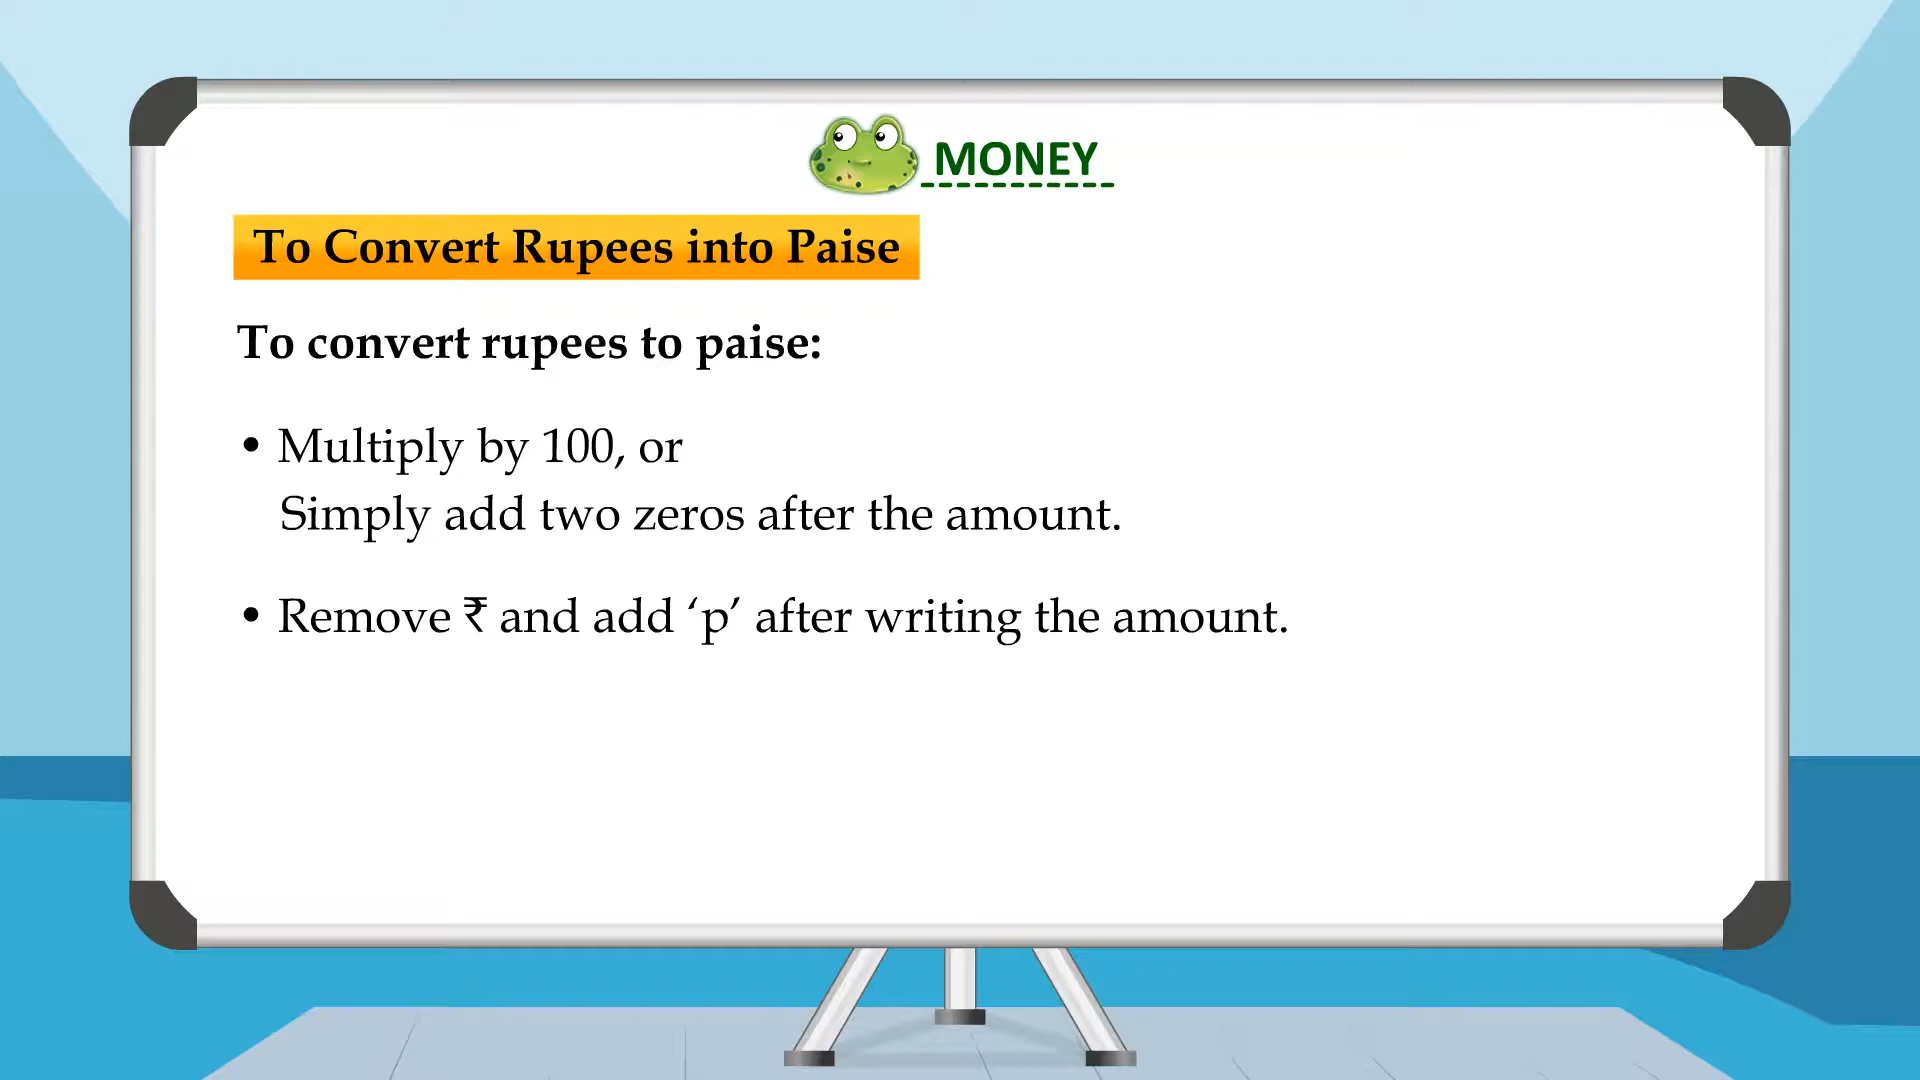 MONEY
To Convert Rupees into Paise
To convert rupees to paise:
• Multiply by 100, or
Simply add two zeros after the amount.
• Remove ₹ and add ‘p’ after writing the amount.